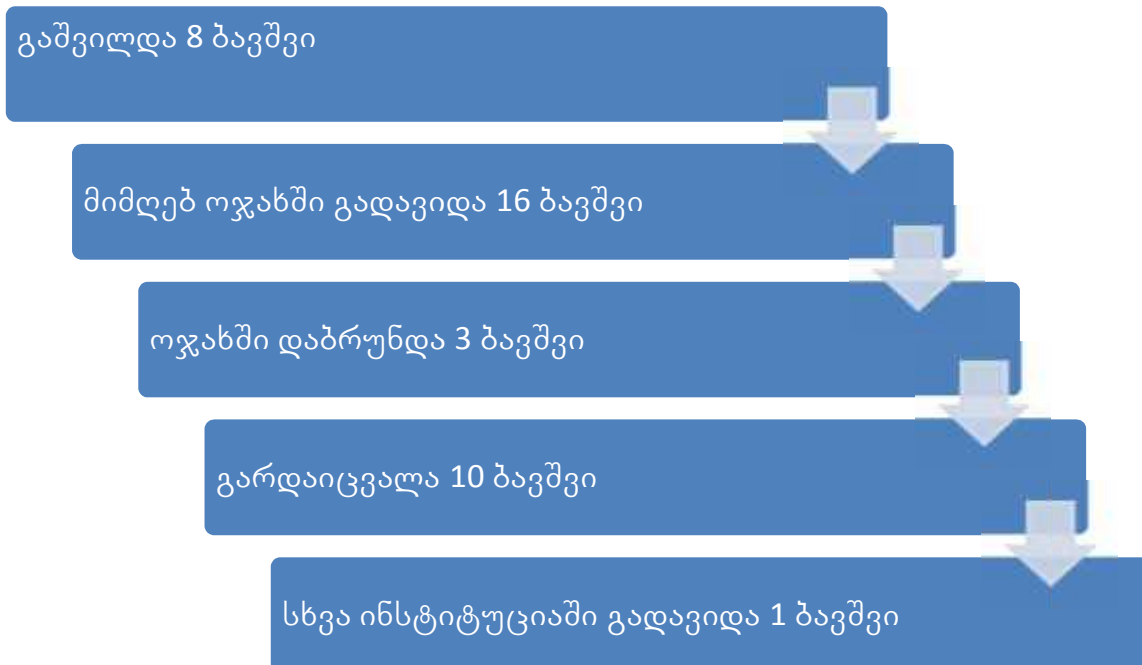 გაშვილდა 8 ბავშვი
მიმღებ ოჯახში გადავიდა 16 ბავშვი
ოჯახში დაბრუნდა 3 ბავშვი
გარდაიცვალა 10 ბავშვი
სხვა ინსტიტუციაში გადავიდა 1 ბავშვი